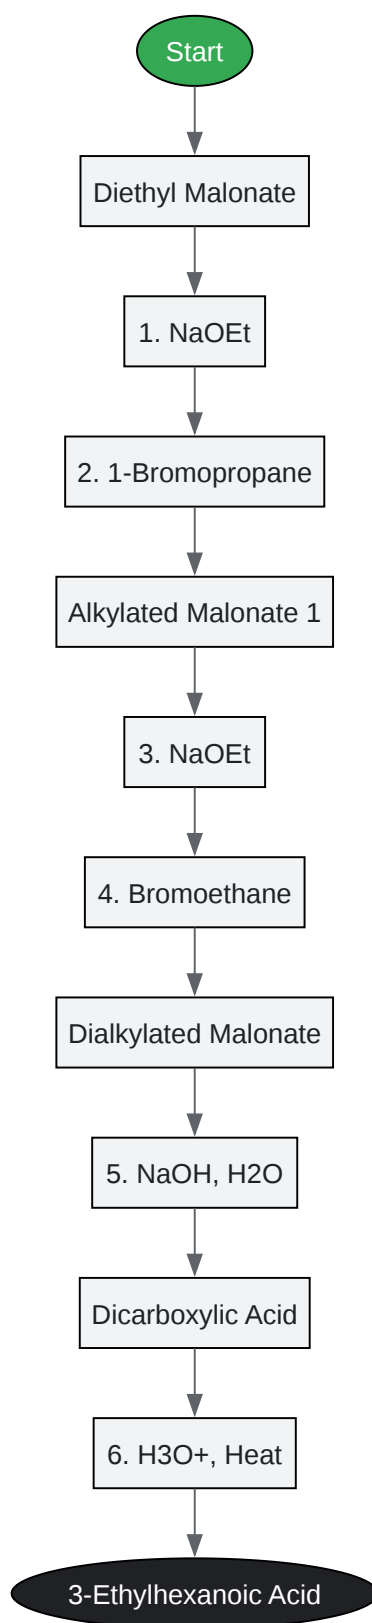 Start
Diethyl Malonate
1. NaOEt
2. 1-Bromopropane
Alkylated Malonate 1
3. NaOEt
4. Bromoethane
Dialkylated Malonate
5. NaOH, H2O
Dicarboxylic Acid
6. H3O+, Heat
3-Ethylhexanoic Acid